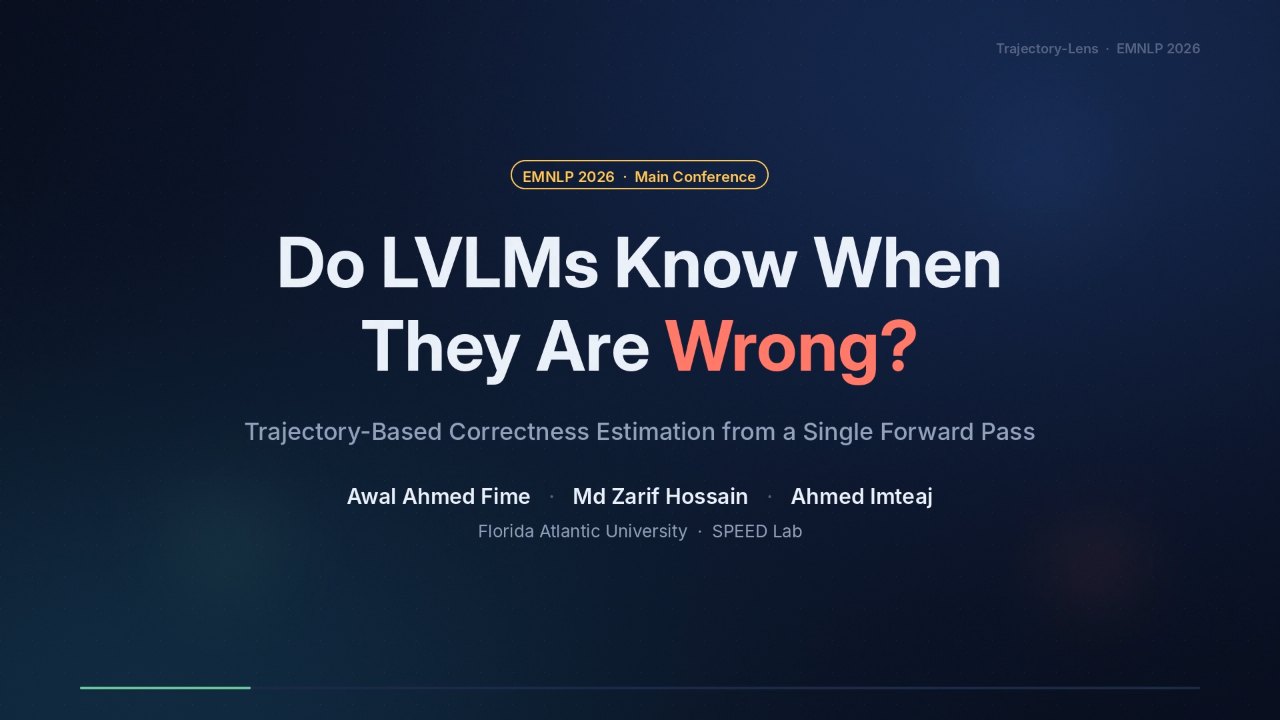 Trajectory-Lens · EMNLP 2026
EMNLP 2026 · Main Conference
Do LVLMs Know When
They Are Wrong?
Trajectory-Based Correctness Estimation from a Single Forward Pass
Awal Ahmed Fime · Md Zarif Hossain · Ahmed Imteaj
Florida Atlantic University · SPEED Lab